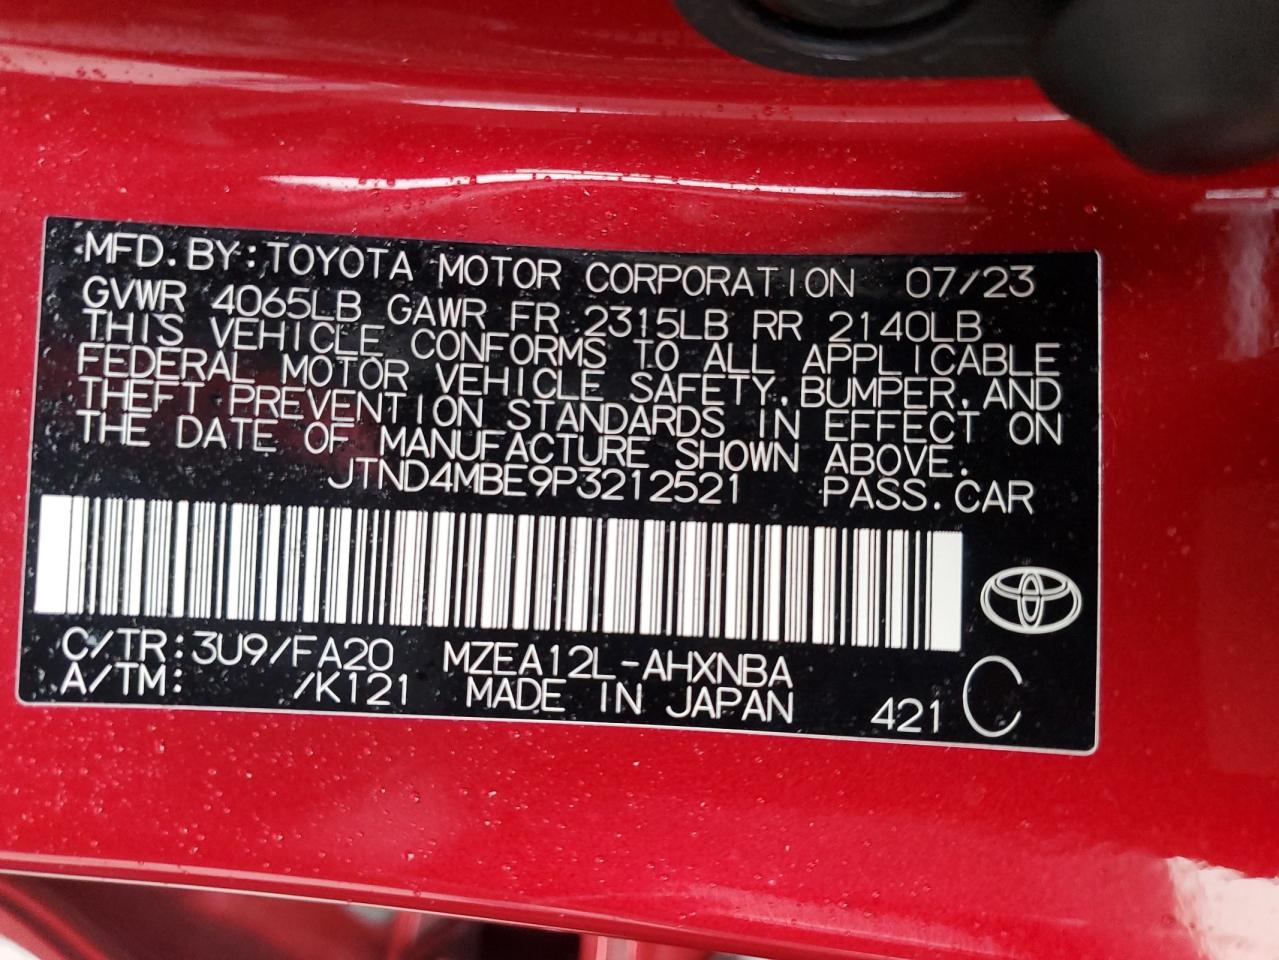 MFD. BY: TOYOTA MOTOR CORPORATION 07/23
GVWR 4065LB GAWR FR 2315LB RR 2140LB
THIS VEHICLE CONFORMS TO ALL APPLICABLE
FEDERAL MOTOR VEHICLE SAFETY, BUMPER, AND
THEFT PREVENTION STANDARDS IN EFFECT ON
THE DATE OF MANUFACTURE SHOWN ABOVE.
JTND4MBE9P3212521 PASS. CAR
C/TR: 3U9/FA20 MZEA12L-AHXNBA
A/TM: /K121 MADE IN JAPAN 421 C